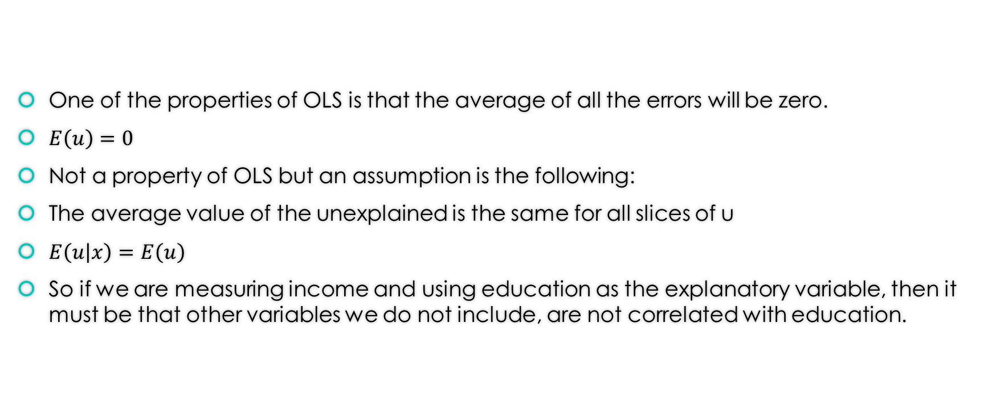 One of the properties of OLS is that the average of all the errors will be zero.
E(u) = 0
Not a property of OLS but an assumption is the following:
The average value of the unexplained is the same for all slices of u
E(u|x) = E(u)
So if we are measuring income and using education as the explanatory variable, then it
must be that other variables we do not include, are not correlated with education.